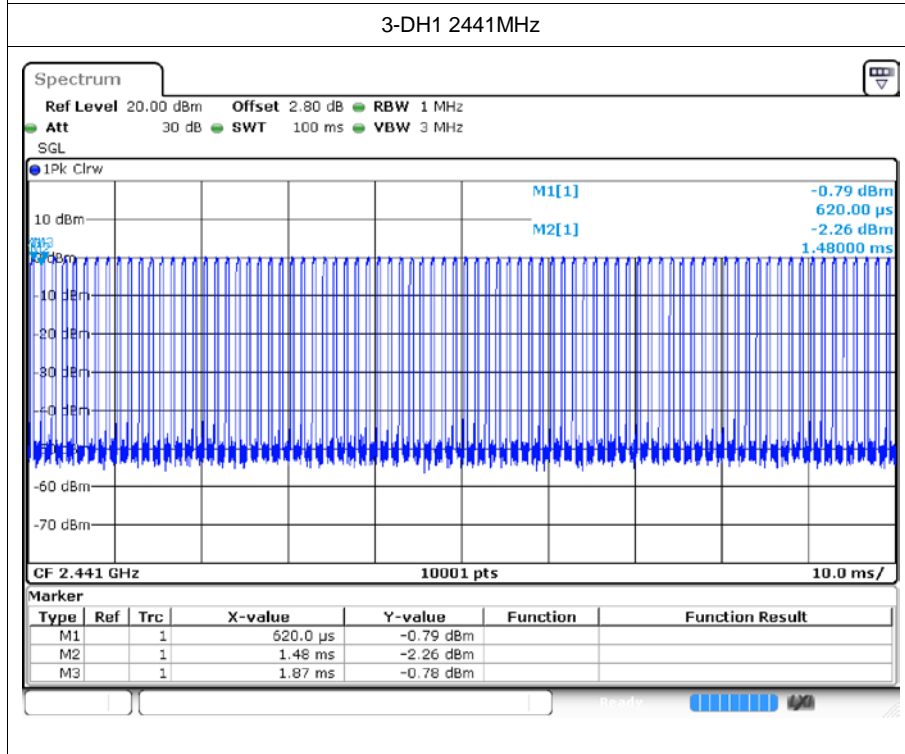 3-DH1 2441MHz
Spectrum
Ref Level 20.00 dBm Offset 2.80 dB RBW 1 MHz
Att 30 dB SWT 100 ms VBW 3 MHz
SGL
1Pk Clrw
M1[1] -0.79 dBm
620.00 µs
10 dBm
M2[1] -2.26 dBm
1.48000 ms
-10 dBm
-20 dBm
-30 dBm
-40 dBm
-60 dBm
-70 dBm
CF 2.441 GHz 10001 pts 10.0 ms/
Marker
Type Ref Trc X-value Y-value Function Function Result
M1 1 620.0 µs -0.79 dBm
M2 1 1.48 ms -2.26 dBm
M3 1 1.87 ms -0.78 dBm
Ready